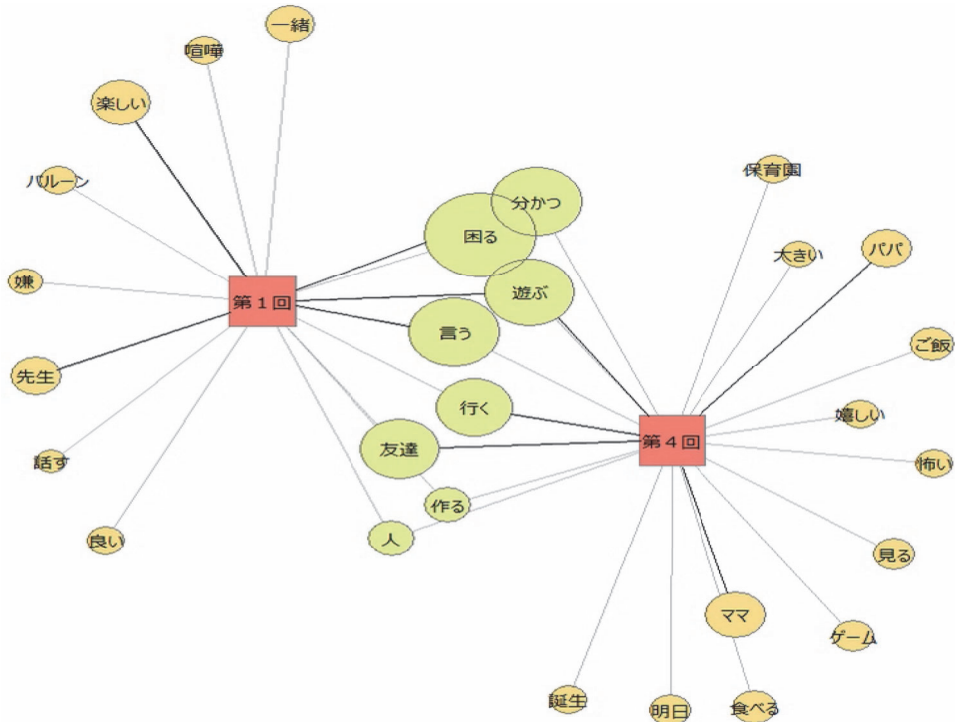 一緒
喧嘩
楽しい
バルーン
保育園
分かつ
困る
大きい
パパ
嫌
遊ぶ
第1回
言う
ご飯
先生
行く
嬉しい
第4回
友達
話す
怖い
作る
良い
人
見る
ママ
ゲーム
誕生
明日
食べる